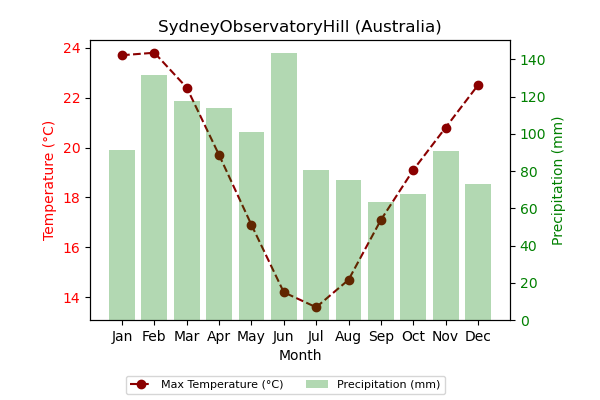 SydneyObservatoryHill (Australia)
Temperature (°C)
24
22
20
18
16
14
Precipitation (mm)
140
120
100
80
60
40
20
0
Jan Feb Mar Apr May Jun Jul Aug Sep Oct Nov Dec
Month
Max Temperature (°C) Precipitation (mm)